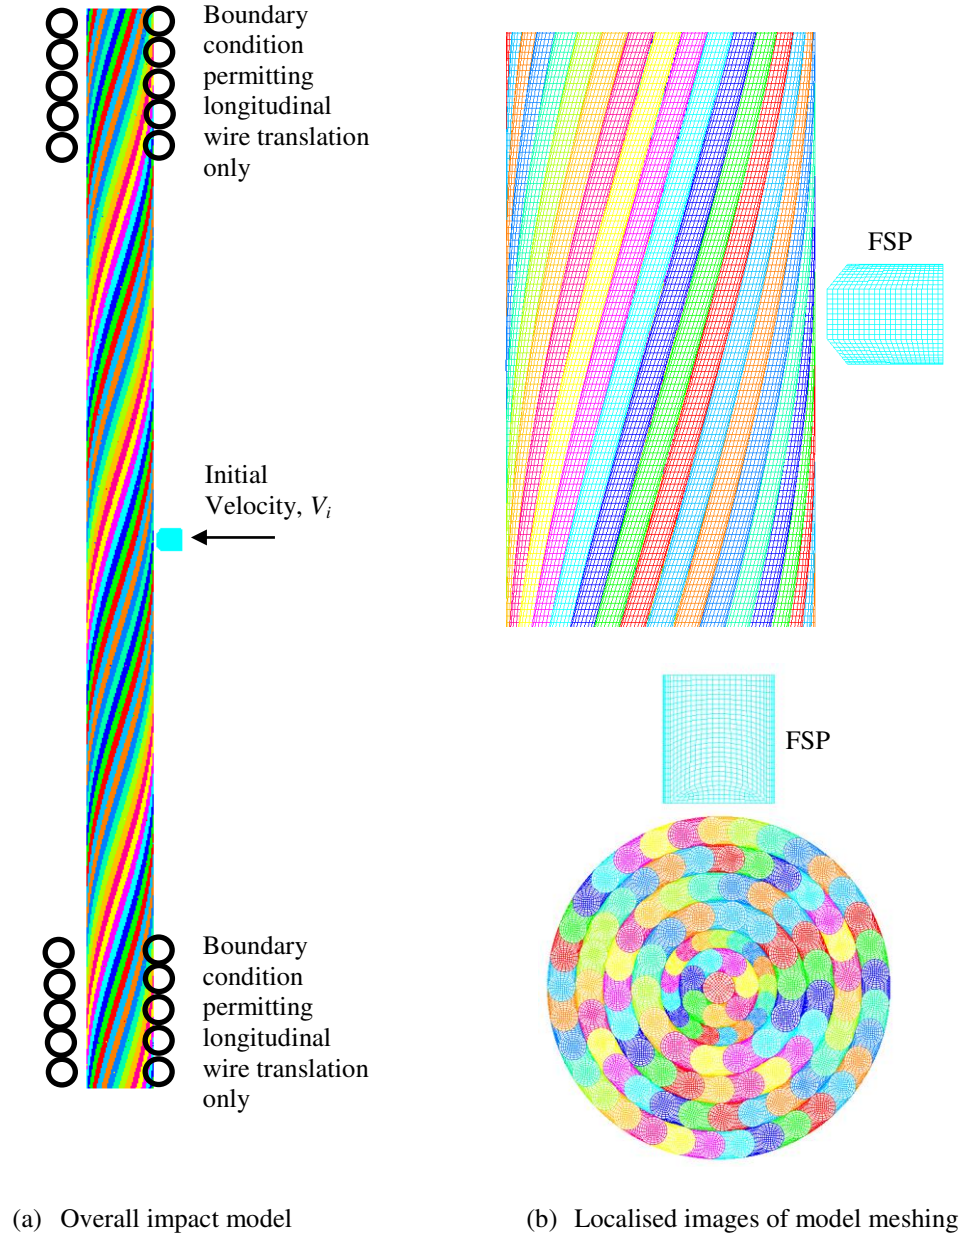 Boundary
condition
permitting
longitudinal
wire translation
only
FSP
Initial
Velocity, Vi
FSP
Boundary
condition
permitting
longitudinal
wire translation
only
(a) Overall impact model
(b) Localised images of model meshing